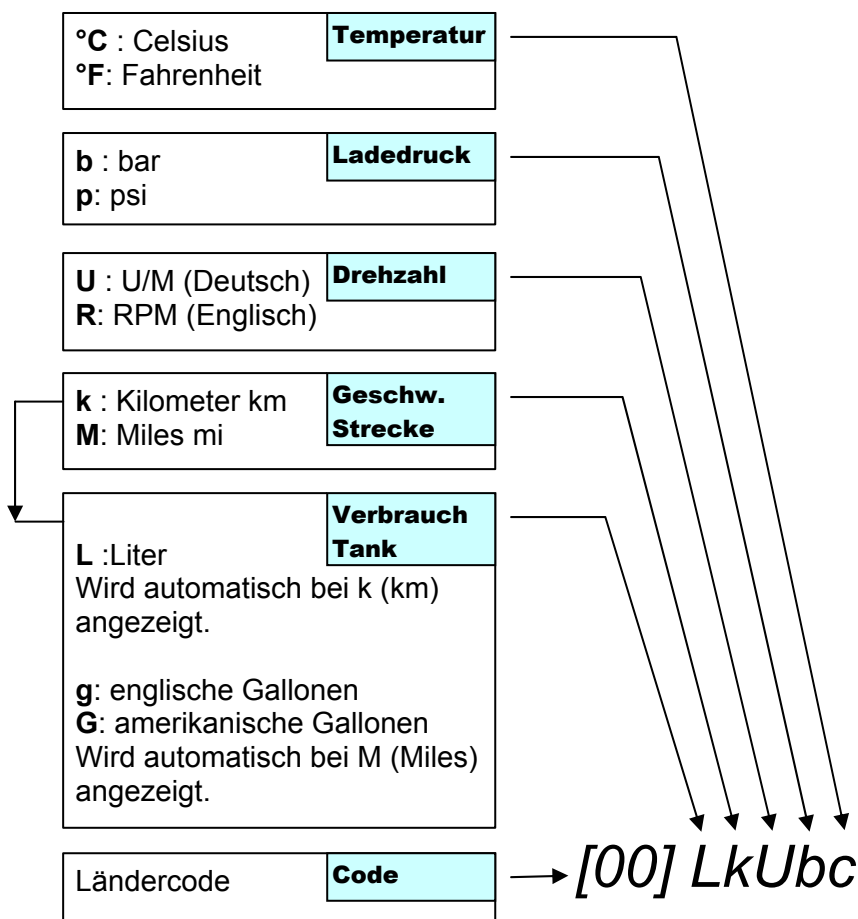 °C : Celsius
Temperatur
°F: Fahrenheit
b : bar
Ladedruck
p: psi
U : U/M (Deutsch)
Drehzahl
R: RPM (Englisch)
k : Kilometer km
Geschw.
Strecke
M: Miles mi
Verbrauch
Tank
L :Liter
Wird automatisch bei k (km)
angezeigt.
g: englische Gallonen
G: amerikanische Gallonen
Wird automatisch bei M (Miles)
angezeigt.
Ländercode
Code
[00] LkUbc